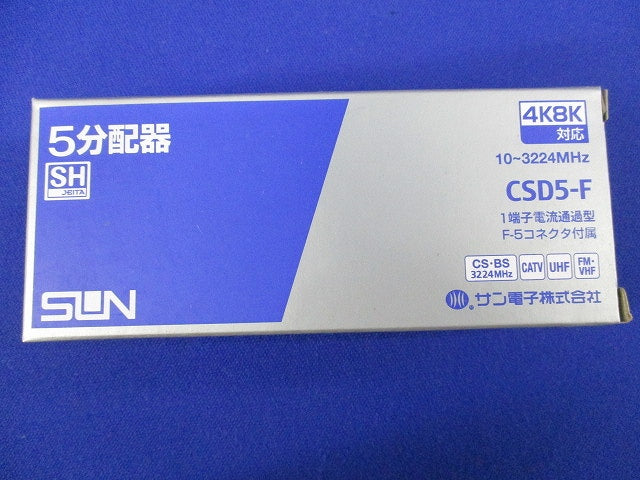 5分配器
SH
JEITA
SUN
4K8K
対応
10~3224MHz
CSD5-F
1端子電流通過型
F-5コネクタ付属
CS・BS
3224MHz
CATV
UHF
FM・
VHF
サン電子株式会社